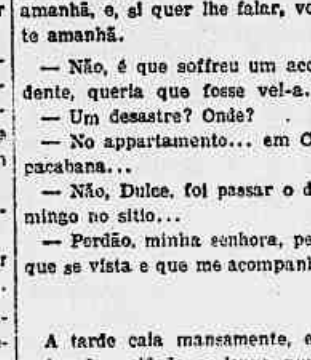 amanhã, e, si quer lhe falar, vo
te amanhã.
— Não, é que soffreu um acc
dente, queria que fosse vel-a.
— Um desastre? Onde?
— No appartamento... em C
pacabana...
— Não, Dulce, foi passar o d
mingo no sitio...
— Perdão, minha senhora, pe
que se vista e que me acompanh
A tarde caia mansamente, e